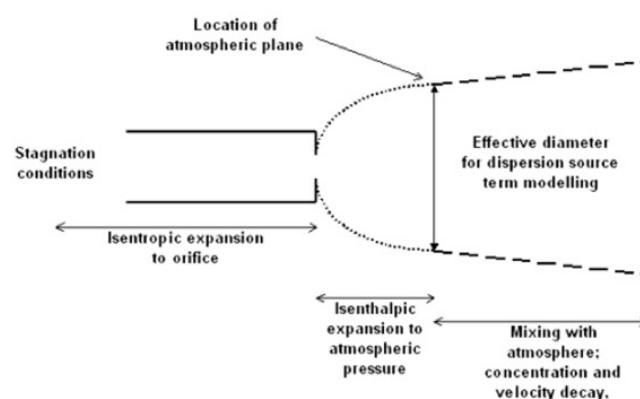 Location of
atmospheric plane
Stagnation
conditions
Effective diameter
for dispersion source
term modelling
Isentropic expansion
to orifice
Isenthalpic
expansion to
atmospheric
pressure
Mixing with
atmosphere;
concentration and
velocity decay,